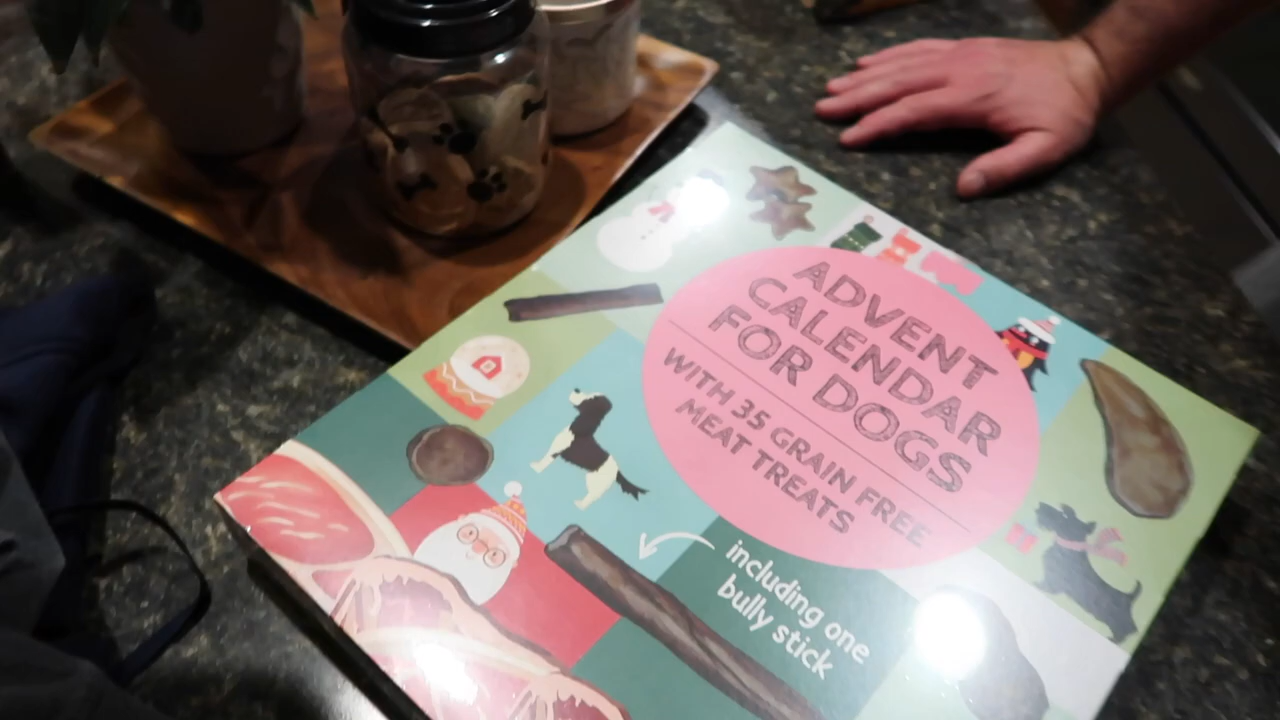 ADVENT
CALENDAR
FOR DOGS
WITH 35 GRAIN FREE
MEAT TREATS
including one
bully stick